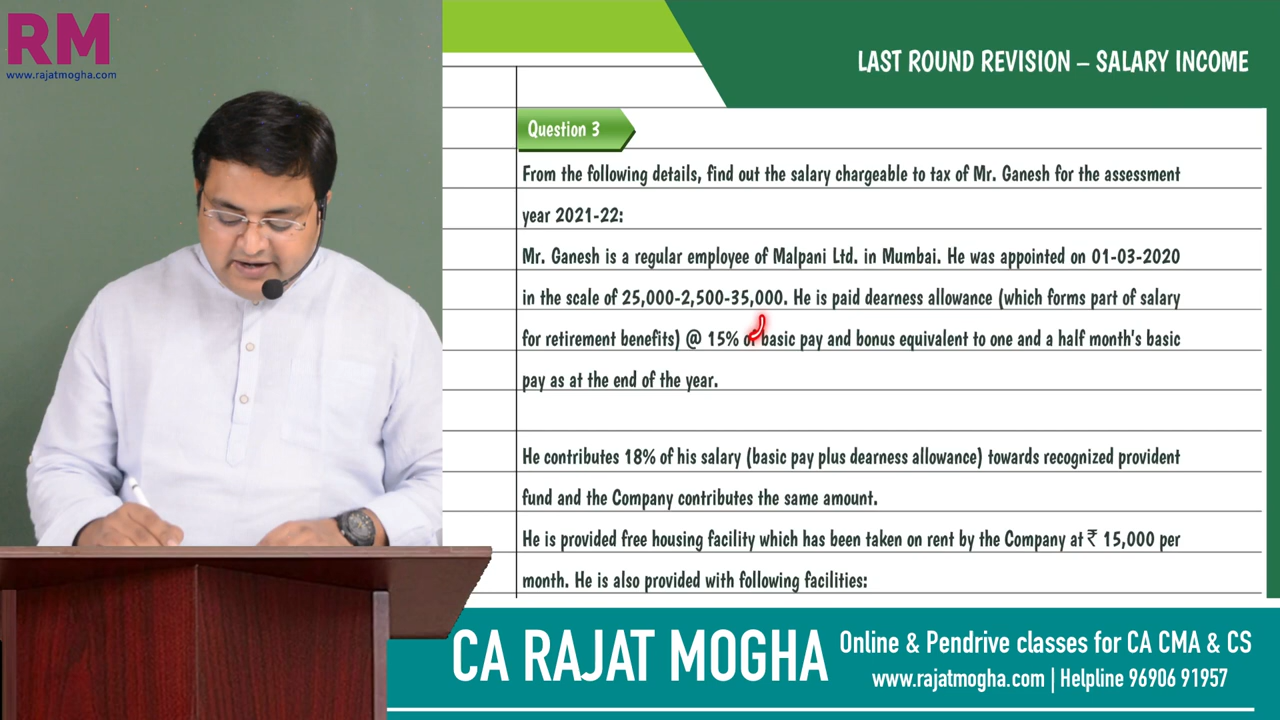 RM
www.rajatmogha.com
LAST ROUND REVISION – SALARY INCOME
Question 3
From the following details, find out the salary chargeable to tax of Mr. Ganesh for the assessment
year 2021-22:
Mr. Ganesh is a regular employee of Malpani Ltd. in Mumbai. He was appointed on 01-03-2020
in the scale of 25,000-2,500-35,000. He is paid dearness allowance (which forms part of salary
for retirement benefits) @ 15% of basic pay and bonus equivalent to one and a half month's basic
pay as at the end of the year.
He contributes 18% of his salary (basic pay plus dearness allowance) towards recognized provident
fund and the Company contributes the same amount.
He is provided free housing facility which has been taken on rent by the Company at ₹ 15,000 per
month. He is also provided with following facilities:
CA RAJAT MOGHA
Online & Pendrive classes for CA CMA & CS
www.rajatmogha.com | Helpline 96906 91957